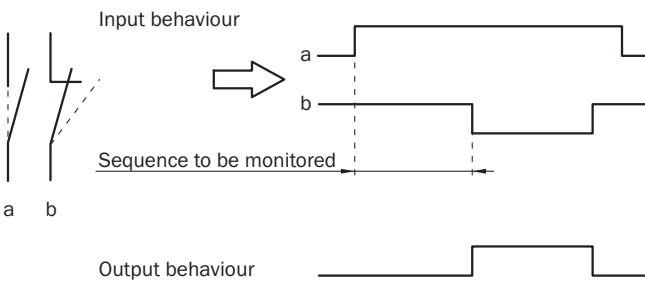 Input behaviour
a
b
Sequence to be monitored
a b
Output behaviour